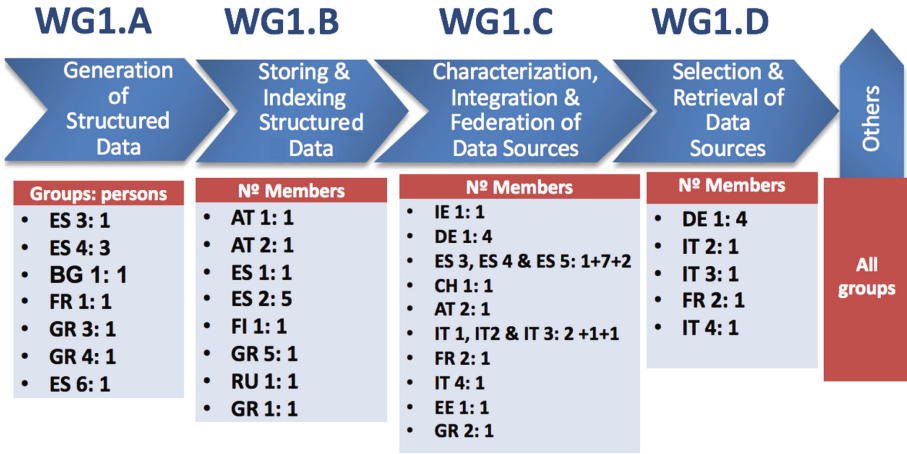 WG1.A
Generation
of
Structured
Data
Groups: persons
• ES 3: 1
• ES 4: 3
• BG 1: 1
• FR 1: 1
• GR 3: 1
• GR 4: 1
• ES 6: 1
WG1.B
Storing &
Indexing
Structured
Data
Nº Members
• AT 1: 1
• AT 2: 1
• ES 1: 1
• ES 2: 5
• FI 1: 1
• GR 5: 1
• RU 1: 1
• GR 1: 1
WG1.C
Characterization,
Integration &
Federation of
Data Sources
Nº Members
• IE 1: 1
• DE 1: 4
• ES 3, ES 4 & ES 5: 1+7+2
• CH 1: 1
• AT 2: 1
• IT 1, IT2 & IT 3: 2 +1+1
• FR 2: 1
• IT 4: 1
• EE 1: 1
• GR 2: 1
WG1.D
Selection &
Retrieval of
Data
Sources
Nº Members
• DE 1: 4
• IT 2: 1
• IT 3: 1
• FR 2: 1
• IT 4: 1
Others
All
groups